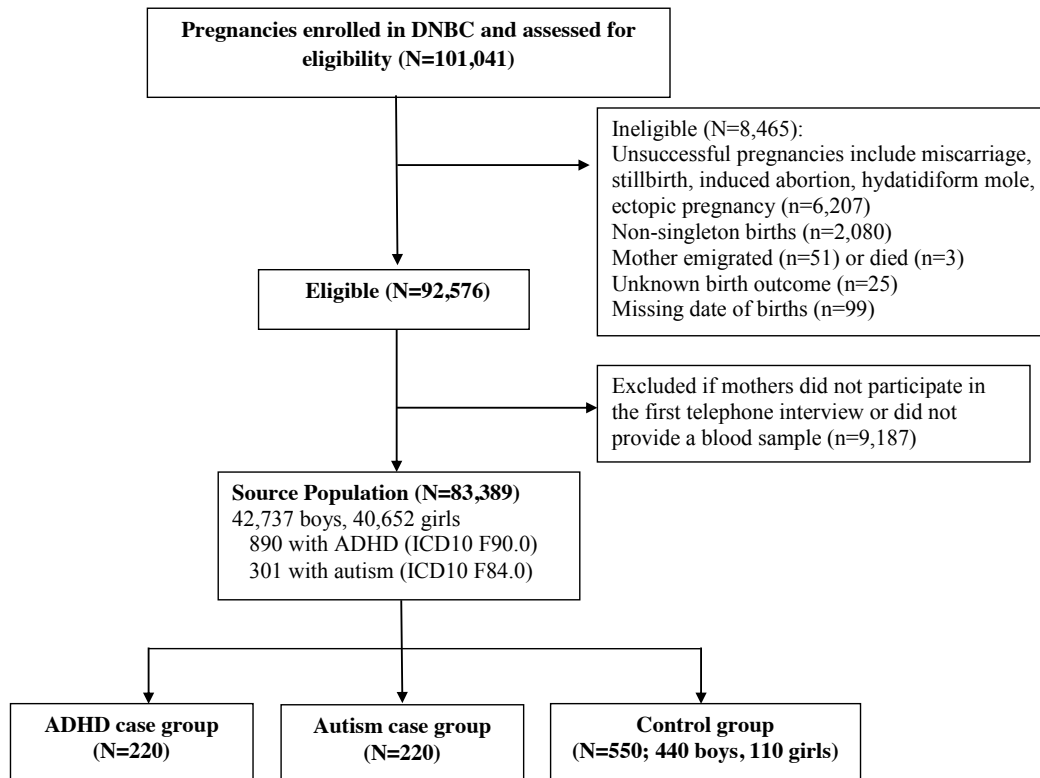 Pregnancies enrolled in DNBC and assessed for
eligibility (N=101,041)
Ineligible (N=8,465):
Unsuccessful pregnancies include miscarriage,
stillbirth, induced abortion, hydatidiform mole,
ectopic pregnancy (n=6,207)
Non-singleton births (n=2,080)
Mother emigrated (n=51) or died (n=3)
Unknown birth outcome (n=25)
Missing date of births (n=99)
Eligible (N=92,576)
Excluded if mothers did not participate in
the first telephone interview or did not
provide a blood sample (n=9,187)
Source Population (N=83,389)
42,737 boys, 40,652 girls
890 with ADHD (ICD10 F90.0)
301 with autism (ICD10 F84.0)
ADHD case group
(N=220)
Autism case group
(N=220)
Control group
(N=550; 440 boys, 110 girls)